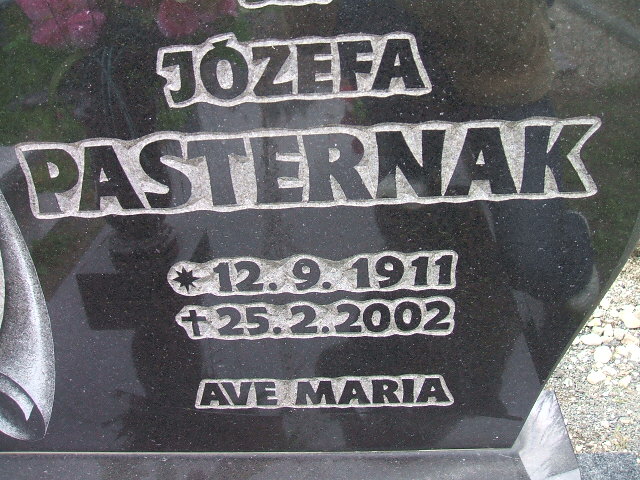 JÓZEFA
PASTERNAK
✷ 12. 9. 1911
✝ 25. 2. 2002
AVE MARIA